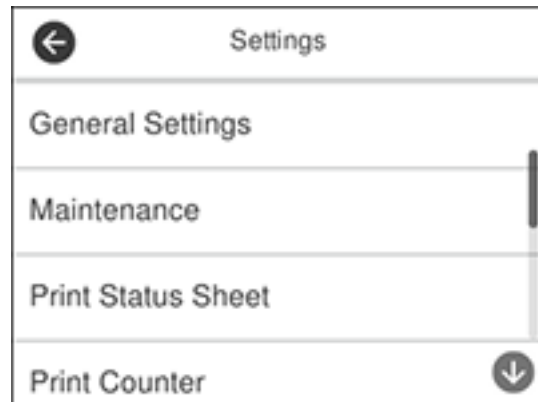 Settings
General Settings
Maintenance
Print Status Sheet
Print Counter